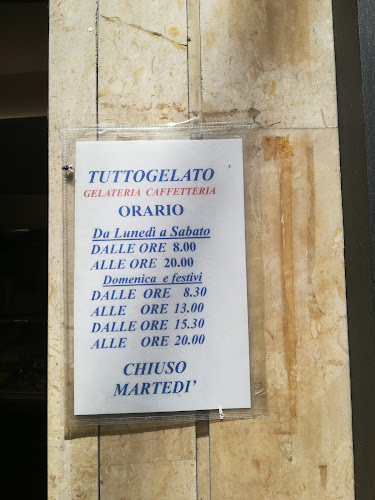 TUTTOGELATO
GELATERIA CAFFETTERIA
ORARIO
Da Lunedì a Sabato
DALLE ORE 8.00
ALLE ORE 20.00
Domenica e festivi
DALLE ORE 8.30
ALLE ORE 13.00
DALLE ORE 15.30
ALLE ORE 20.00
CHIUSO
MARTEDI’